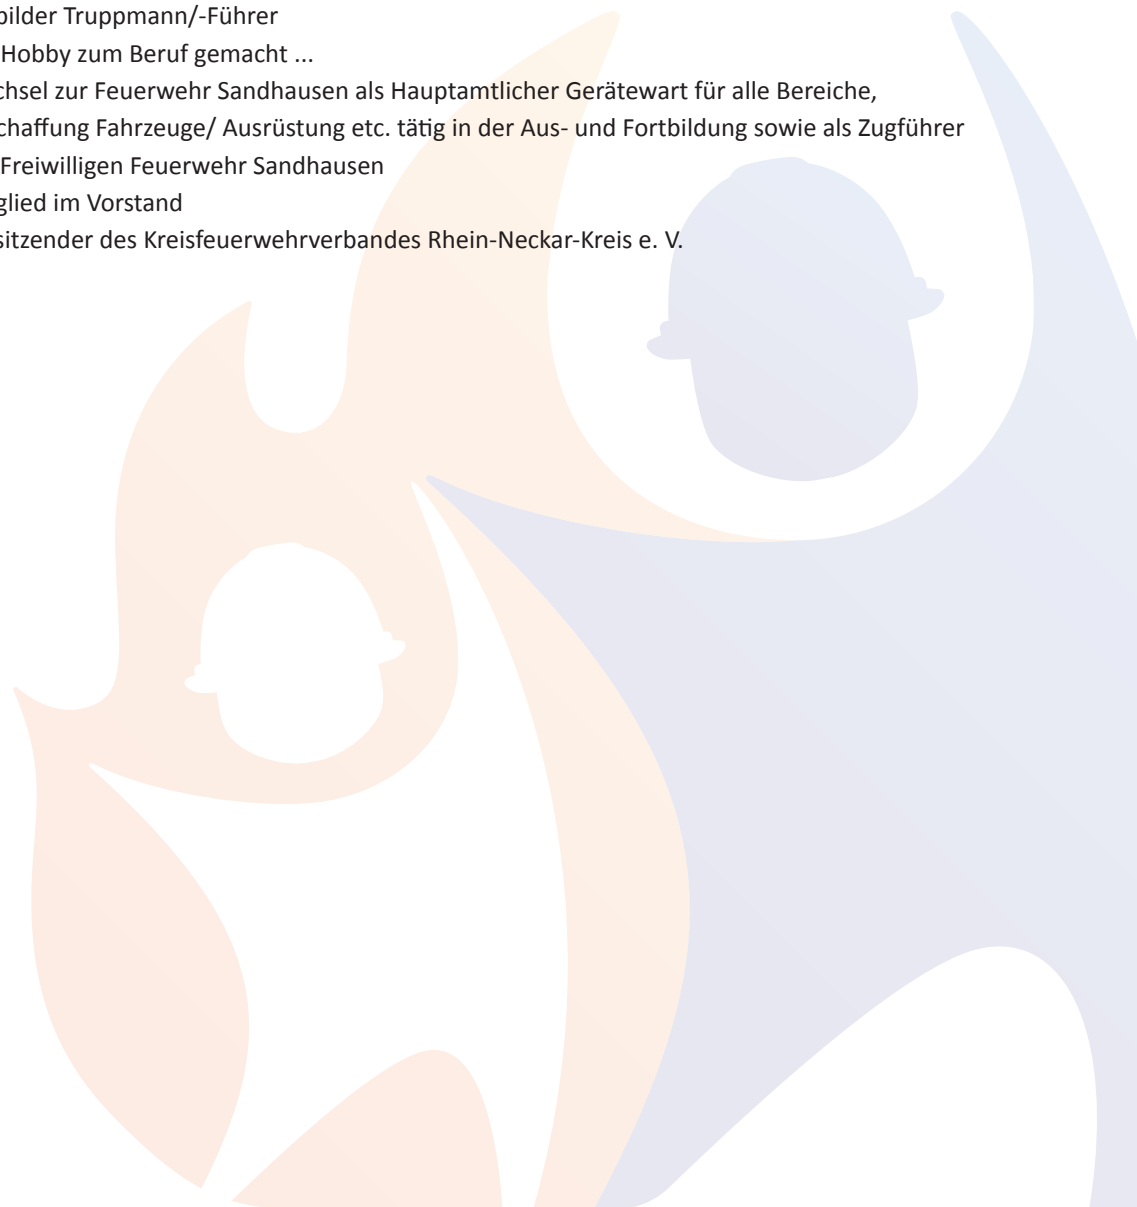 bilder Truppmann/-Führer
Hobby zum Beruf gemacht ...
chsel zur Feuerwehr Sandhausen als Hauptamtlicher Gerätewart für alle Bereiche,
chaffung Fahrzeuge/ Ausrüstung etc. tätig in der Aus- und Fortbildung sowie als Zugführer
Freiwilligen Feuerwehr Sandhausen
glied im Vorstand
sitzender des Kreisfeuerwehrverbandes Rhein-Neckar-Kreis e. V.